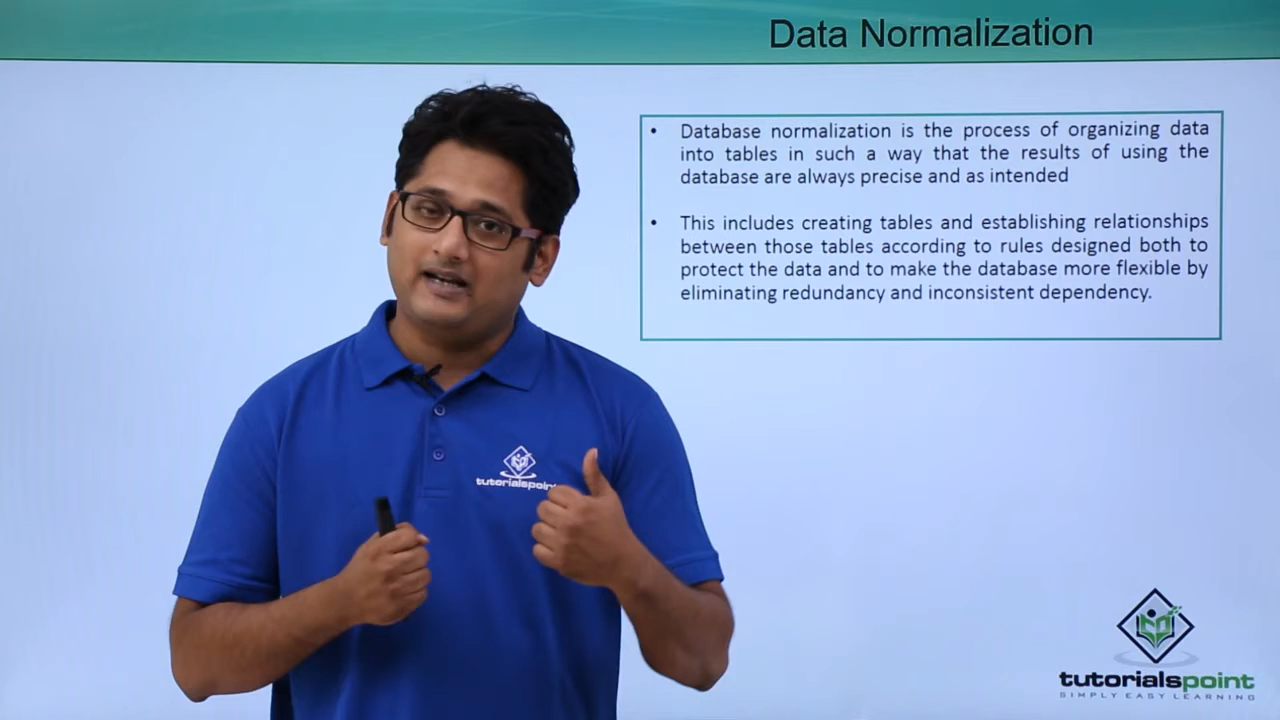 Data Normalization
• Database normalization is the process of organizing data
into tables in such a way that the results of using the
database are always precise and as intended
• This includes creating tables and establishing relationships
between those tables according to rules designed both to
protect the data and to make the database more flexible by
eliminating redundancy and inconsistent dependency.
tutorialspoint
tutorialspoint
SIMPLY EASY LEARNING